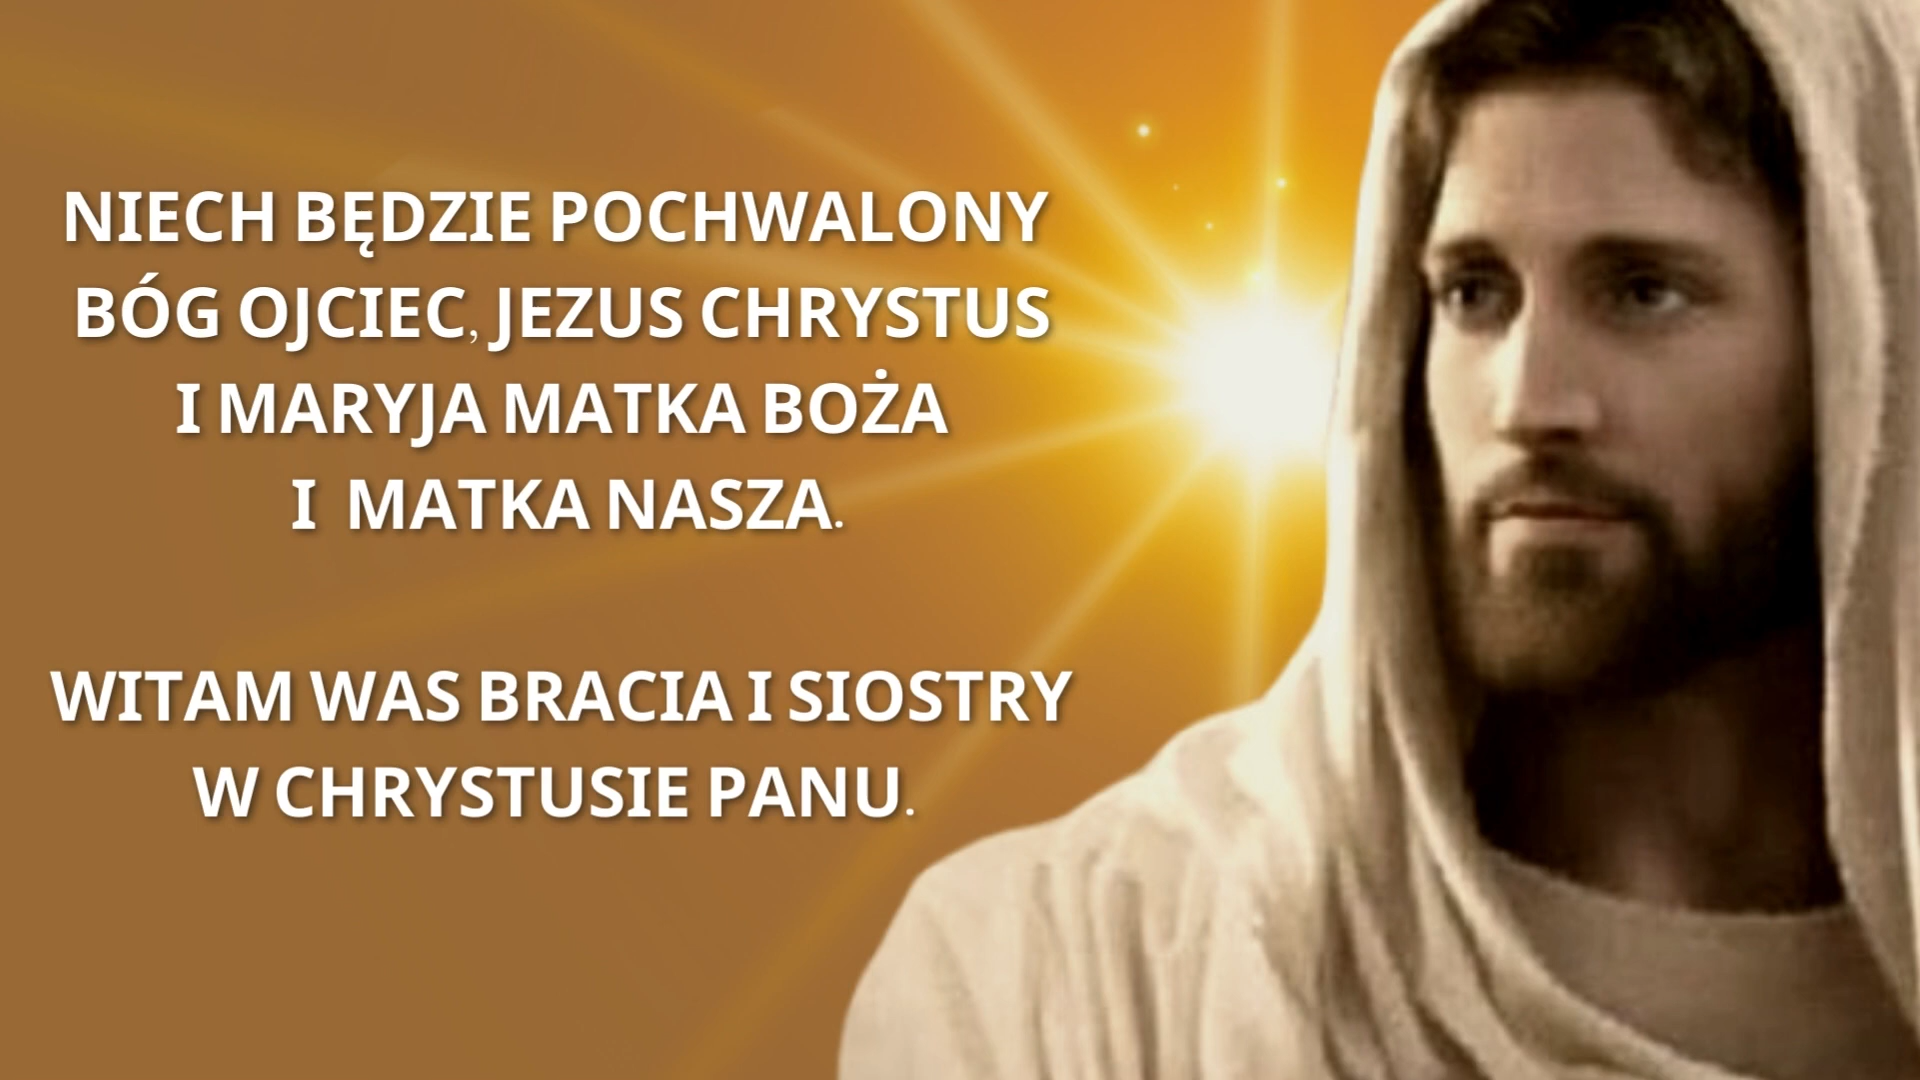 NIECH BĘDZIE POCHWALONY
BÓG OJCIEC, JEZUS CHRYSTUS
I MARYJA MATKA BOŻA
I MATKA NASZA.
WITAM WAS BRACIA I SIOSTRY
W CHRYSTUSIE PANU.